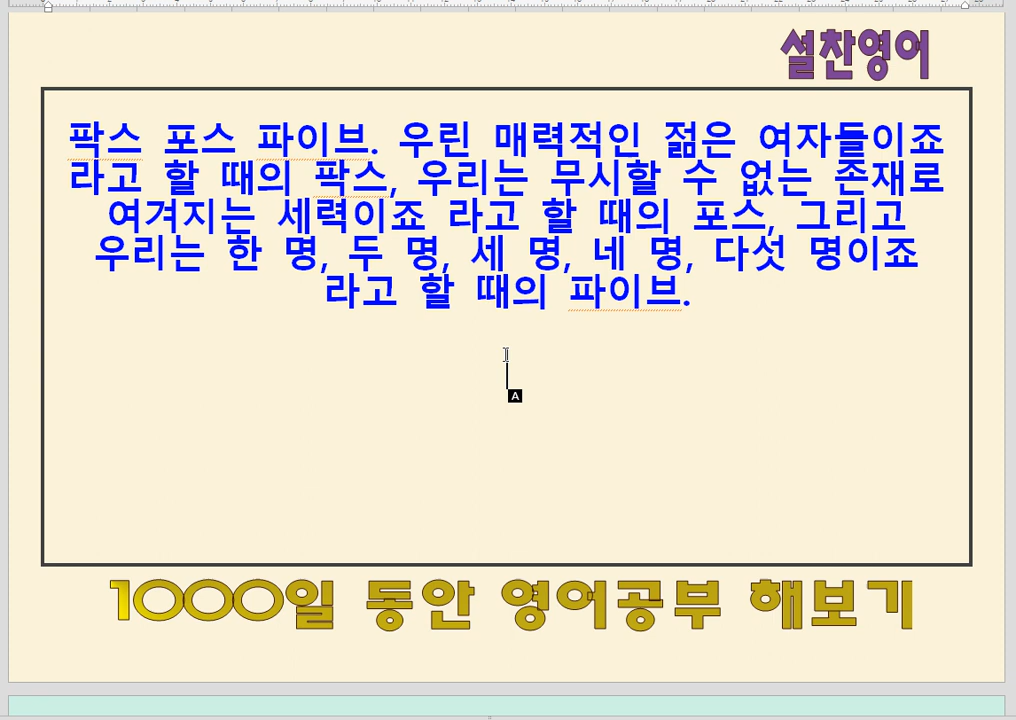 설찬영어
팍스 포스 파이브. 우린 매력적인 젊은 여자들이죠
라고 할 때의 팍스, 우리는 무시할 수 없는 존재로
여겨지는 세력이죠 라고 할 때의 포스, 그리고
우리는 한 명, 두 명, 세 명, 네 명, 다섯 명이죠
라고 할 때의 파이브.
A
1000일 동안 영어공부 해보기